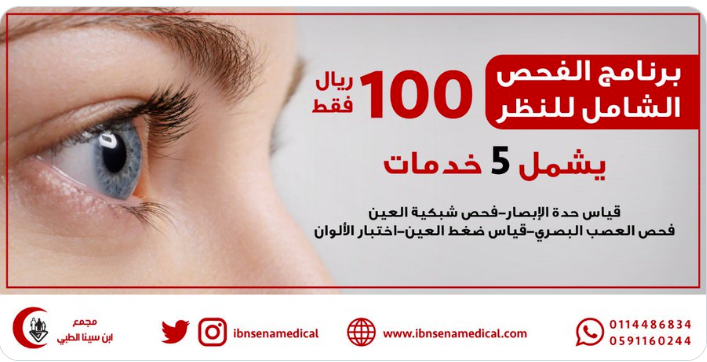 برنامج الفحص
الشامل للنظر
100 ريال
فقط
يشمل 5 خدمات
قياس حدة الإبصار-فحص شبكية العين
فحص العصب البصري-قياس ضغط العين-اختبار الألوان
مجمع
ابن سينا الطبي
ibnsenamedical
www.ibnsenamedical.com
0114486834
0591160244